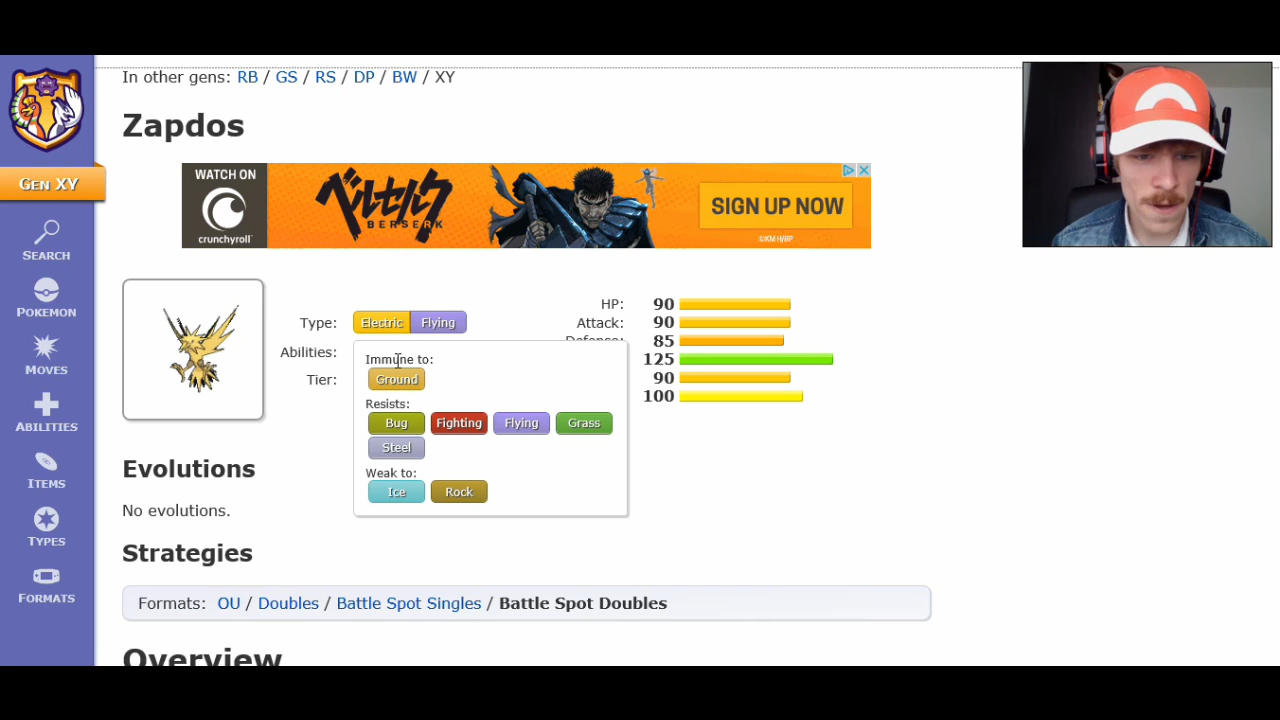 In other gens: RB / GS / RS / DP / BW / XY
Zapdos
WATCH ON
crunchyroll
ベルセルク
BERSERK
SIGN UP NOW
©KM H/BP
GEN XY
SEARCH
POKEMON
MOVES
ABILITIES
ITEMS
TYPES
FORMATS
Type: Electric Flying
Abilities:
Tier:
Immune to:
Ground
Resists:
Bug Fighting Flying Grass
Steel
Weak to:
Ice Rock
HP: 90
Attack: 90
Defense: 85
125
90
100
Evolutions
No evolutions.
Strategies
Formats: OU / Doubles / Battle Spot Singles / Battle Spot Doubles
Overview